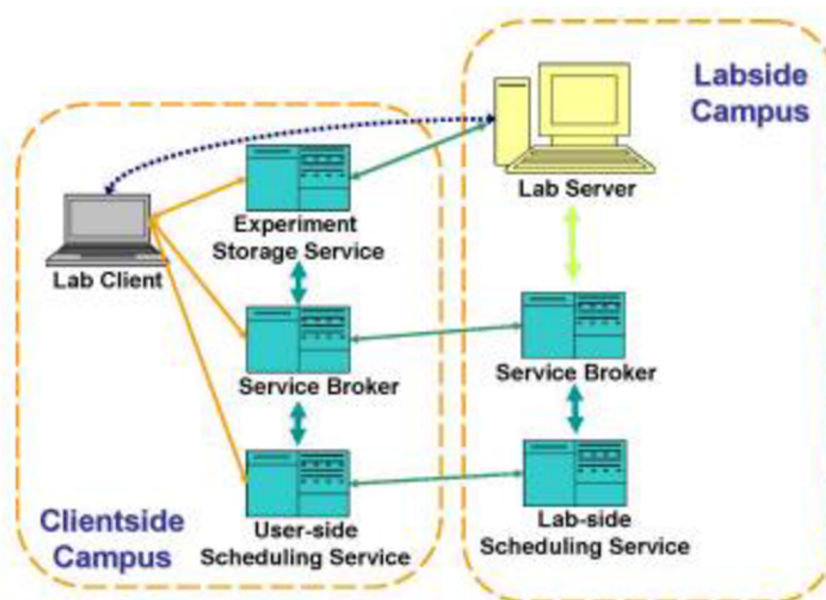 Labside
Campus
Lab Server
Experiment
Storage Service
Lab Client
Service Broker
Service Broker
Clientside
Campus
User-side
Scheduling Service
Lab-side
Scheduling Service